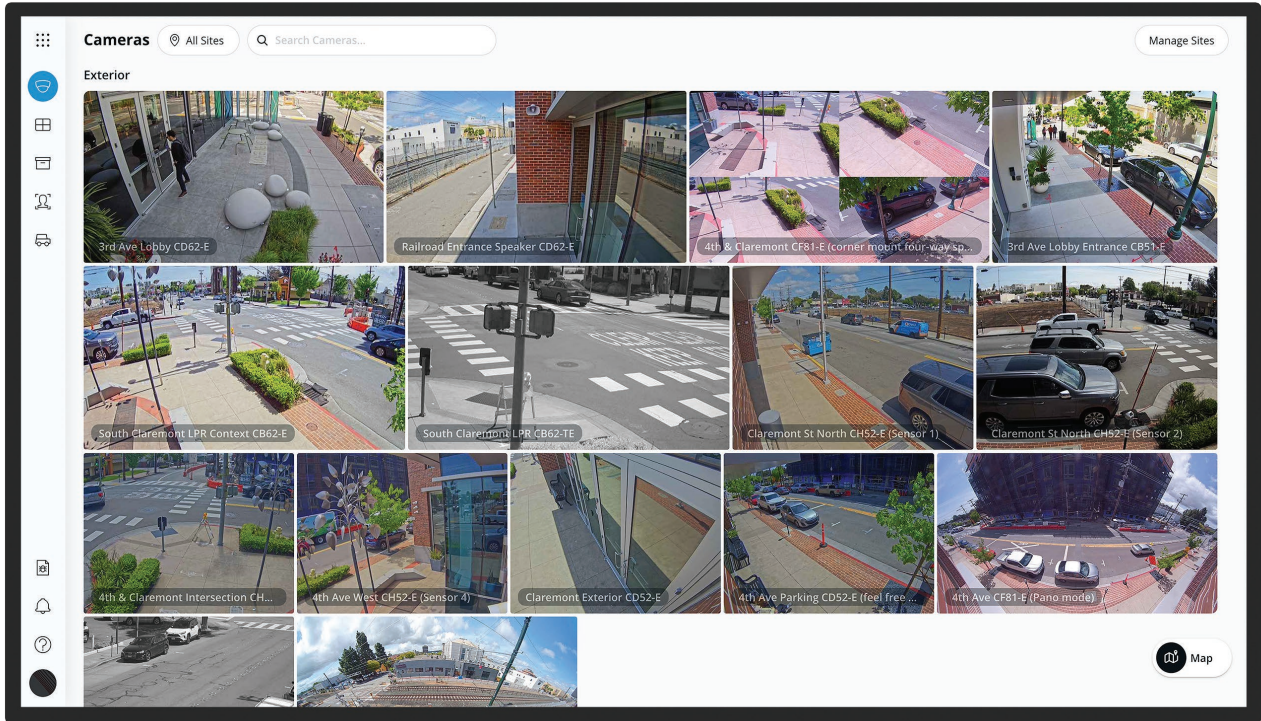 Cameras
All Sites
Search Cameras...
Manage Sites
Exterior
3rd Ave Lobby CD62-E
Railroad Entrance Speaker CD62-E
4th & Claremont CF81-E (corner mount four-way sp...
3rd Ave Lobby Entrance CB51-E
South Claremont LPR Context CB62-E
South Claremont LPR CB62-TE
Claremont St North CH52-E (Sensor 1)
Claremont St North CH52-E (Sensor 2)
4th & Claremont Intersection CH...
4th Ave West CH52-E (Sensor 4)
Claremont Exterior CD52-E
4th Ave Parking CD52-E (feel free ...
4th Ave CF81-E (Pano mode)
Map